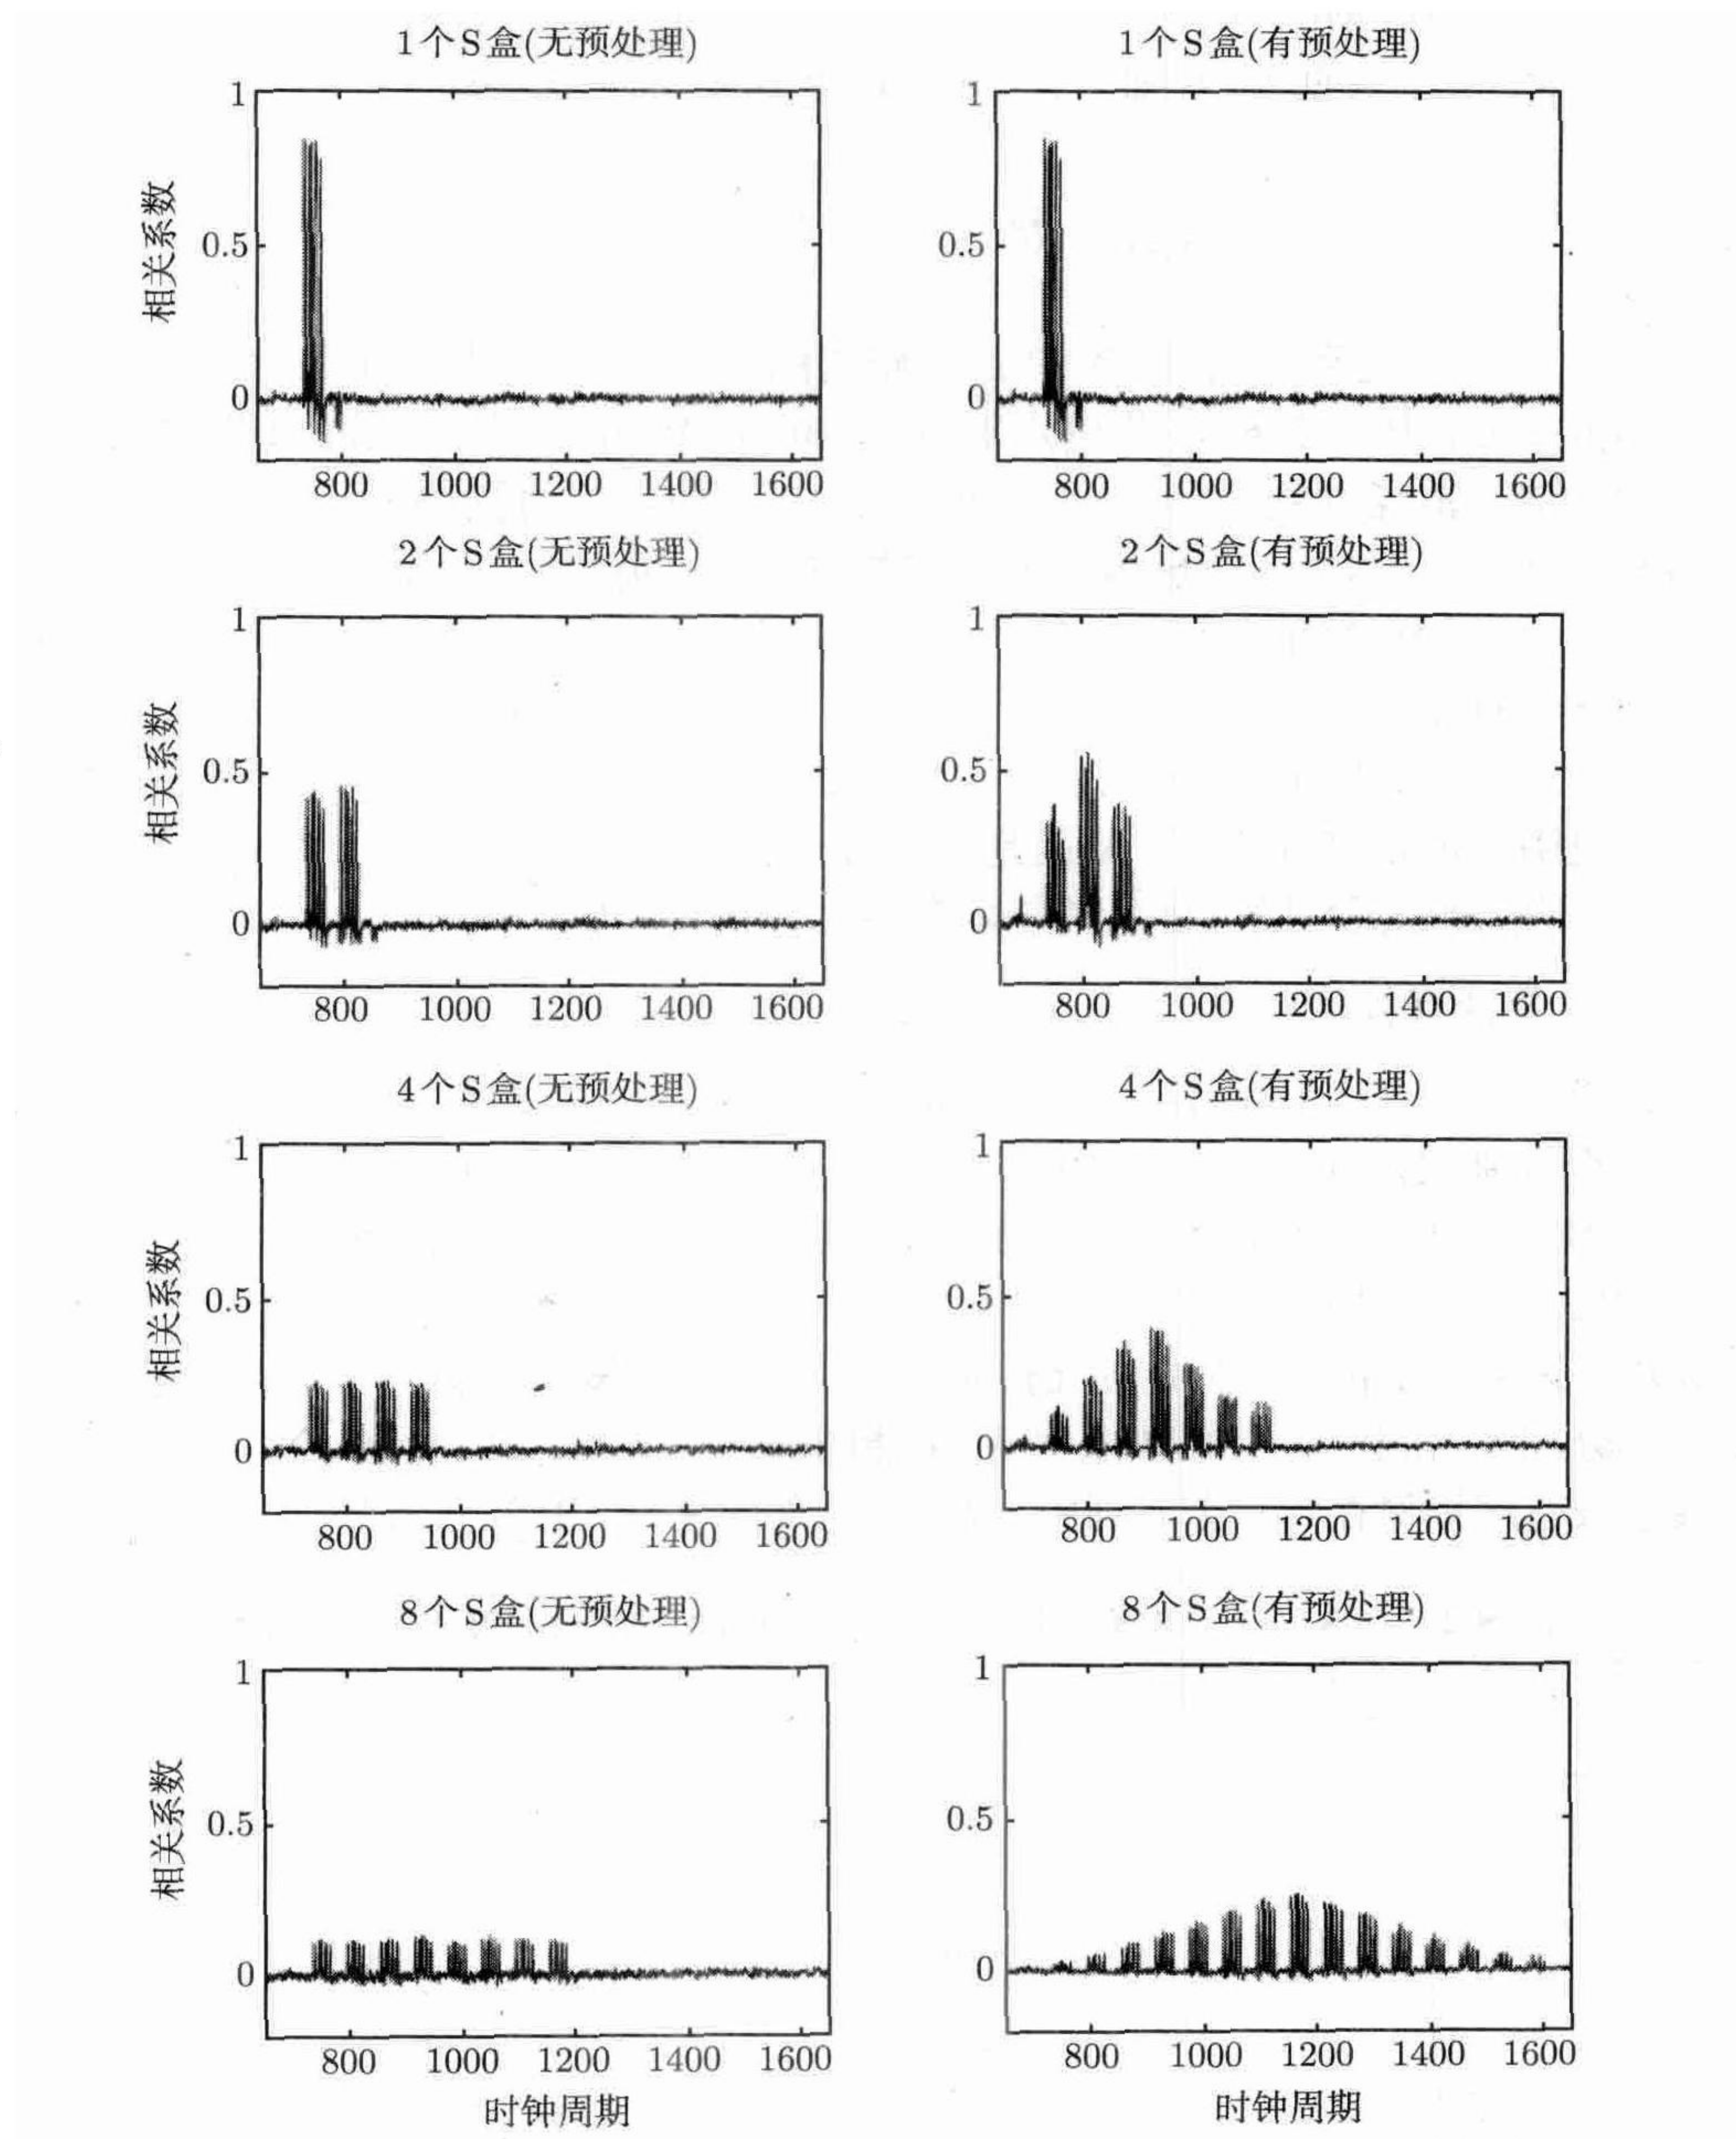 1个S盒(无预处理)
1个S盒(有预处理)
1
0.5
0
相关系数
800 1000 1200 1400 1600
1
0.5
0
800 1000 1200 1400 1600
2个S盒(无预处理)
2个S盒(有预处理)
1
0.5
0
相关系数
800 1000 1200 1400 1600
1
0.5
0
800 1000 1200 1400 1600
4个S盒(无预处理)
4个S盒(有预处理)
1
0.5
0
相关系数
800 1000 1200 1400 1600
1
0.5
0
800 1000 1200 1400 1600
8个S盒(无预处理)
8个S盒(有预处理)
1
0.5
0
相关系数
800 1000 1200 1400 1600
时钟周期
1
0.5
0
800 1000 1200 1400 1600
时钟周期